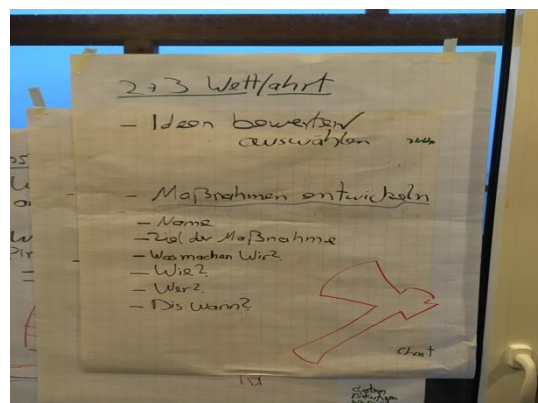 2+3 Wettfahrt
- Ideen bewerten/
auswählen
- Maßnahmen entwickeln
- Name
- Ziel der Maßnahme
- Was machen Wir?
- Wie?
- Wer?
- Bis wann?
Chart